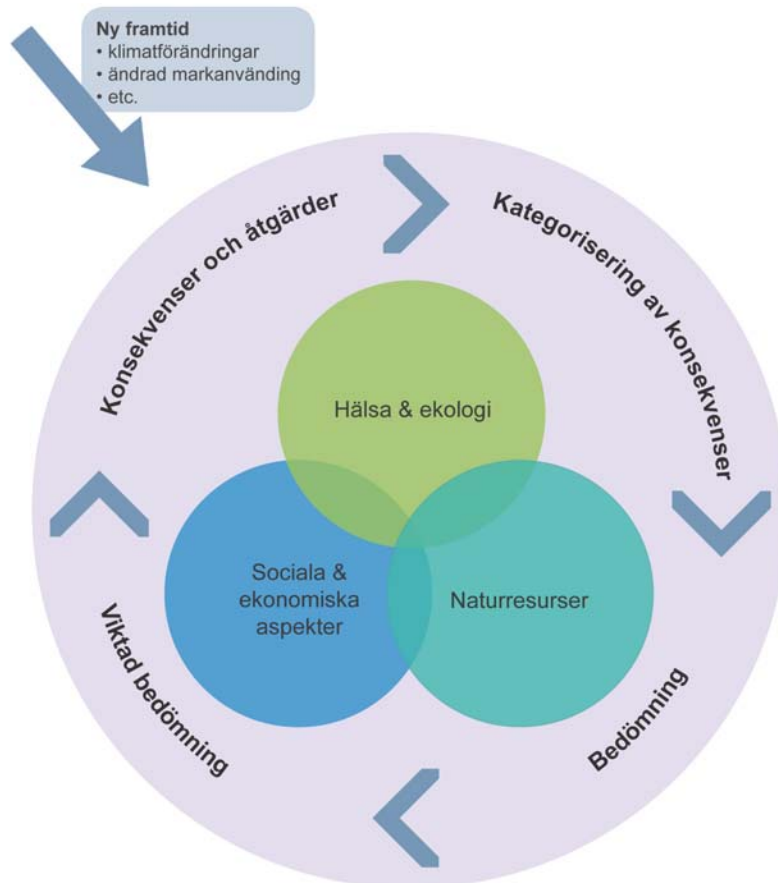 Ny framtid
• klimatförändringar
• ändrad markanvänding
• etc.
Konsekvenser och åtgärder
Kategorisering av konsekvenser
Hälsa & ekologi
Sociala &
ekonomiska
aspekter
Naturresurser
Viktad bedömning
Bedömning